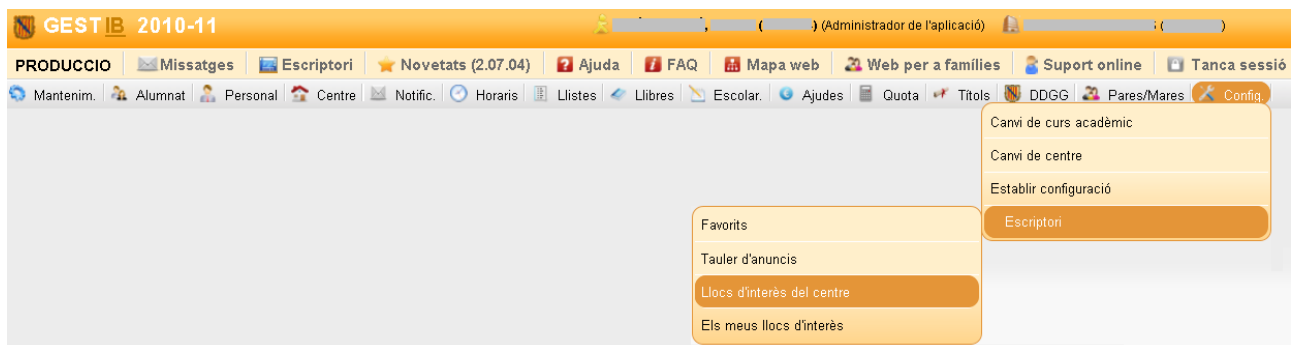 GESTIB 2010-11 , ( ) (Administrador de l'aplicació) ( )
PRODUCCIO Missatges Escriptori Novetats (2.07.04) Ajuda FAQ Mapa web Web per a famílies Suport online Tanca sessió
Mantenim. Alumnat Personal Centre Notific. Horaris Llistes Llibres Escolar. Ajudes Quota Títols DDGG Pares/Mares Config.
Canvi de curs acadèmic
Canvi de centre
Establir configuració
Escriptori
Favorits
Tauler d'anuncis
Llocs d'interès del centre
Els meus llocs d'interès